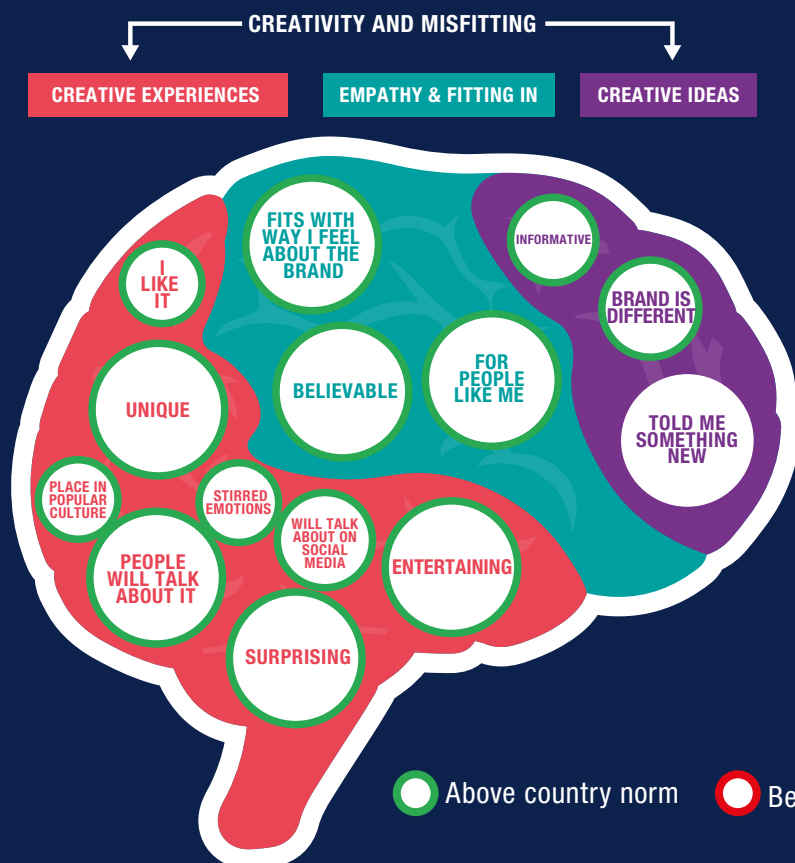 CREATIVITY AND MISFITTING
CREATIVE EXPERIENCES
EMPATHY & FITTING IN
CREATIVE IDEAS
FITS WITH
WAY I FEEL
ABOUT THE
BRAND
INFORMATIVE
I
LIKE
IT
BRAND IS
DIFFERENT
UNIQUE
BELIEVABLE
FOR
PEOPLE
LIKE ME
TOLD ME
SOMETHING
NEW
PLACE IN
POPULAR
CULTURE
STIRRED
EMOTIONS
WILL TALK
ABOUT ON
SOCIAL
MEDIA
PEOPLE
WILL TALK
ABOUT IT
ENTERTAINING
SURPRISING
Above country norm
Be